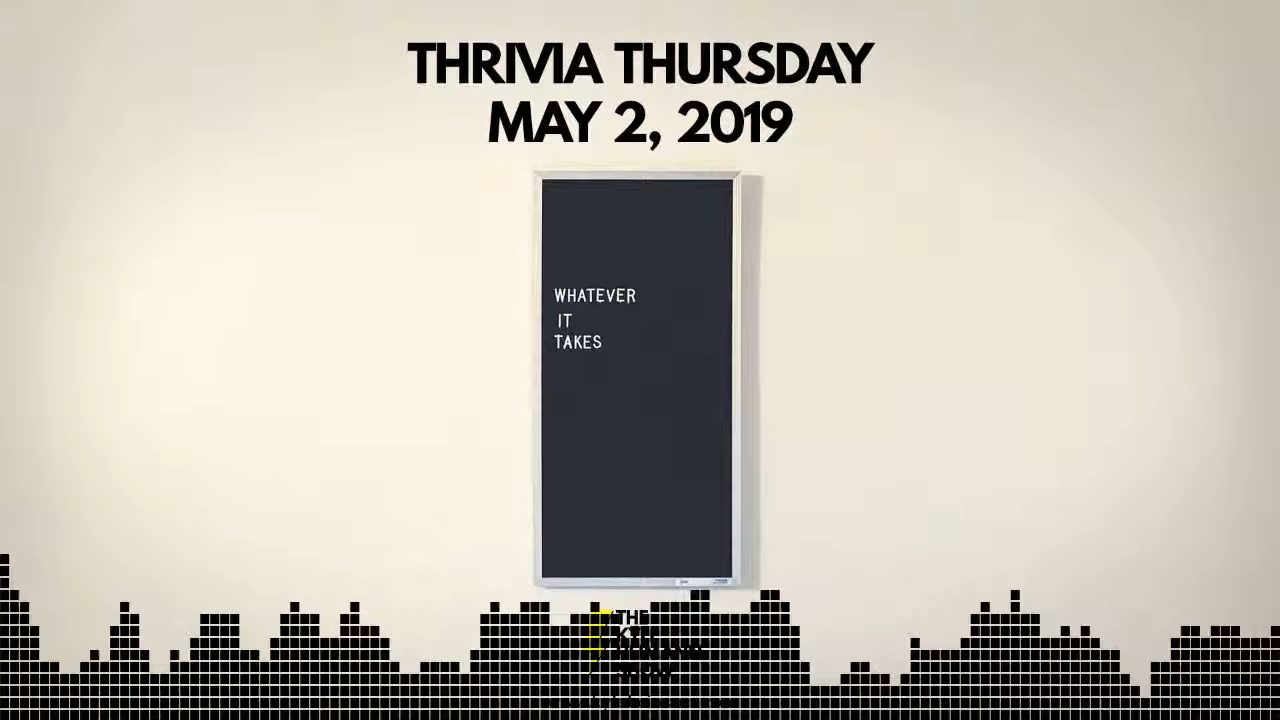 THRIVIA THURSDAY
MAY 2, 2019
WHATEVER
IT
TAKES
THE
SHOW